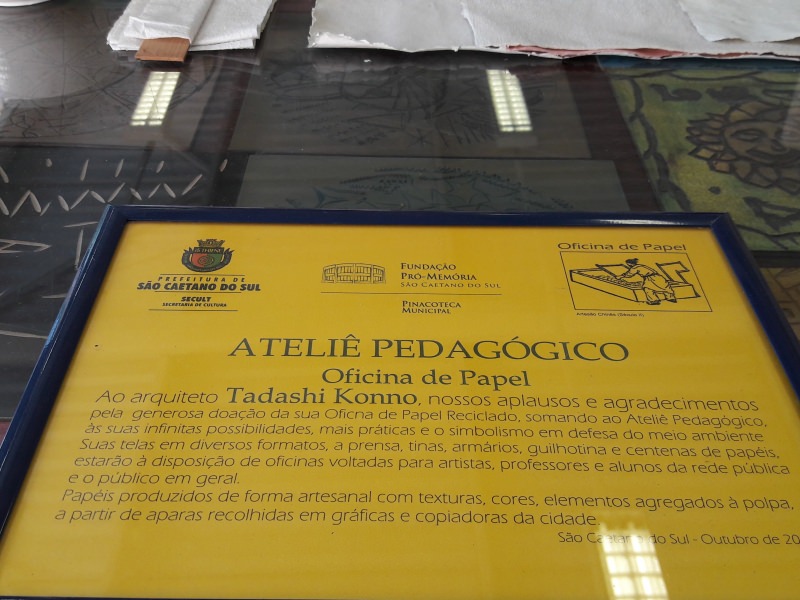 PREFEITURA DE
SÃO CAETANO DO SUL
SECULT
SECRETARIA DE CULTURA
FUNDAÇÃO
PRÓ-MEMÓRIA
SÃO CAETANO DO SUL
PINACOTECA
MUNICIPAL
Oficina de Papel
Artesão Chinês (Século II)
ATELIÊ PEDAGÓGICO
Oficina de Papel
Ao arquiteto Tadashi Konno, nossos aplausos e agradecimentos
pela generosa doação da sua Oficna de Papel Reciclado, somando ao Ateliê Pedagógico,
às suas infinitas possibilidades, mais práticas e o simbolismo em defesa do meio ambiente
Suas telas em diversos formatos, a prensa, tinas, armários, guilhotina e centenas de papéis,
estarão à disposição de oficinas voltadas para artistas, professores e alunos da rede pública
e o público em geral.
Papéis produzidos de forma artesanal com texturas, cores, elementos agregados à polpa,
a partir de aparas recolhidas em gráficas e copiadoras da cidade.
São Caetano do Sul - Outubro de 20